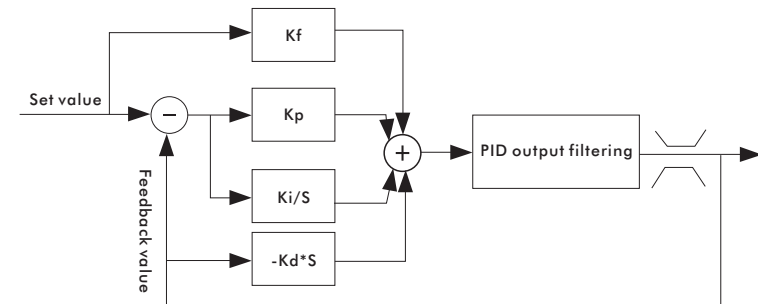 Kf
Set value
−
Kp
+
PID output filtering
Ki/S
Feedback value
-Kd*S